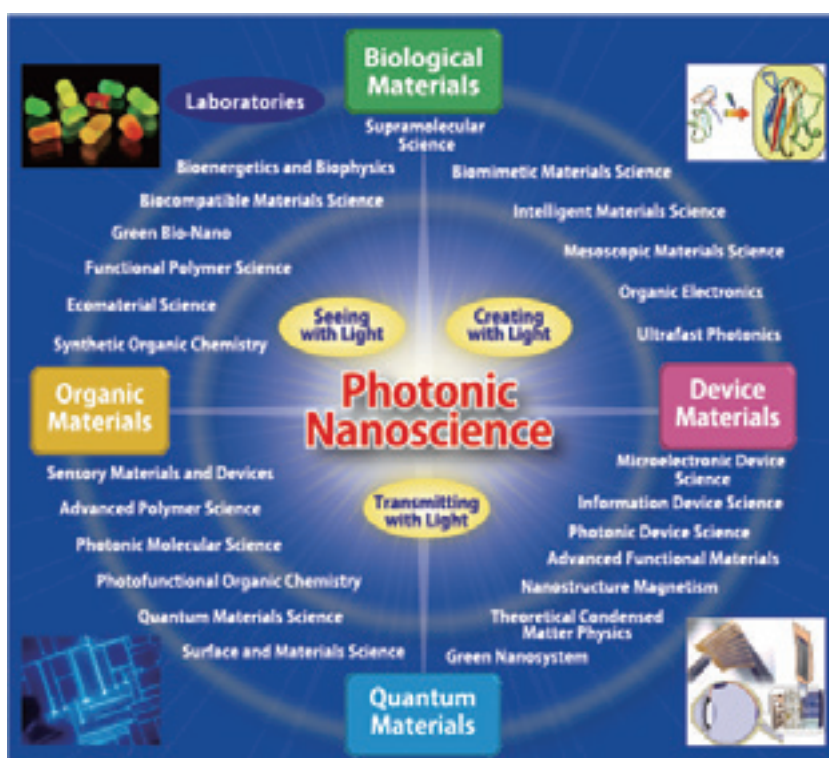 Biological
Materials
Laboratories
Supramolecular
Science
Bioenergetics and Biophysics
Biomimetic Materials Science
Biocompatible Materials Science
Intelligent Materials Science
Green Bio-Nano
Mesoscopic Materials Science
Functional Polymer Science
Organic Electronics
Ecomaterial Science
Ultrafast Photonics
Synthetic Organic Chemistry
Seeing
with Light
Creating
with Light
Organic
Materials
Photonic
Nanoscience
Device
Materials
Transmitting
with Light
Sensory Materials and Devices
Advanced Polymer Science
Photonic Molecular Science
Photofunctional Organic Chemistry
Quantum Materials Science
Surface and Materials Science
Microelectronic Device
Science
Information Device Science
Photonic Device Science
Advanced Functional Materials
Nanostructure Magnetism
Theoretical Condensed
Matter Physics
Green Nanosystem
Quantum
Materials